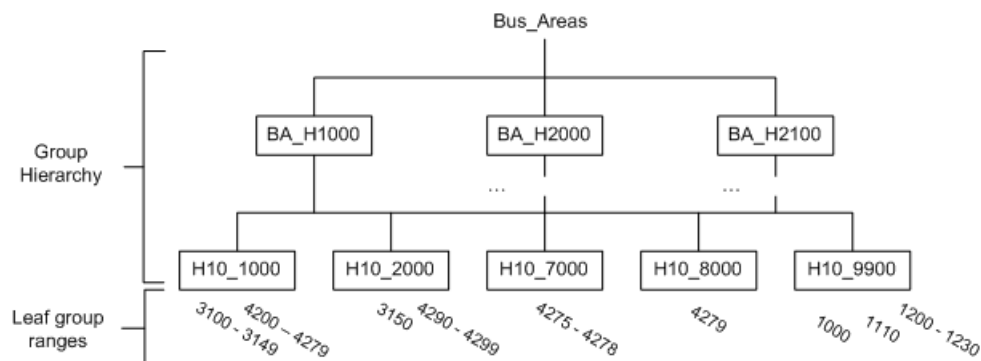 Bus_Areas
BA_H1000
BA_H2000
BA_H2100
Group
Hierarchy
...
...
H10_1000
H10_2000
H10_7000
H10_8000
H10_9900
Leaf group
ranges
3100 - 3149
4200 – 4279
3150
4290 - 4299
4275 - 4278
4279
1000
1110
1200 - 1230